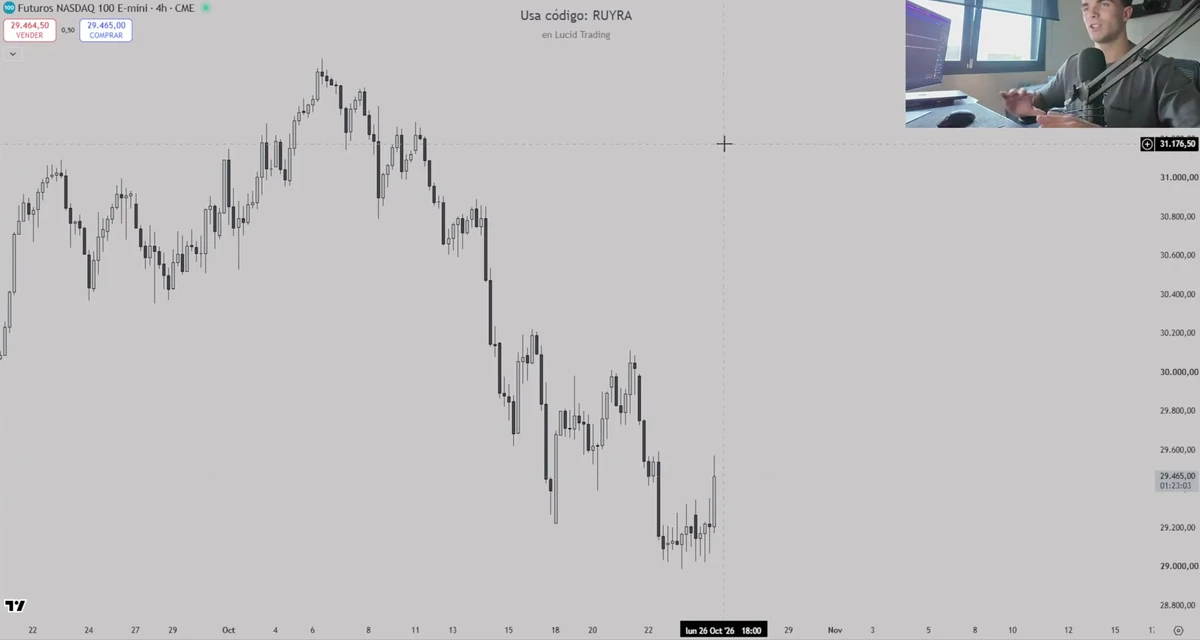 100 Futuros NASDAQ 100 E-mini · 4h · CME
29.464,50
VENDER
0,50
29.465,00
COMPRAR
Usa código: RUYRA
en Lucid Trading
31.176,50
31.000,00
30.800,00
30.600,00
30.400,00
30.200,00
30.000,00
29.800,00
29.600,00
29.465,00
01:23:03
29.200,00
29.000,00
28.800,00
22 24 27 29 Oct 4 6 8 11 13 15 18 20 22 lun 26 Oct '26 18:00 29 Nov 3 5 8 10 12 15